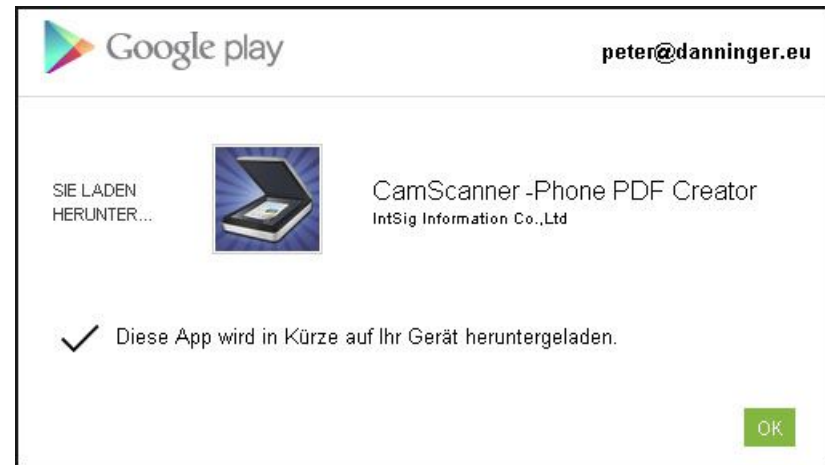 Google play
peter@danninger.eu
SIE LADEN
HERUNTER...
CamScanner -Phone PDF Creator
IntSig Information Co.,Ltd
Diese App wird in Kürze auf Ihr Gerät heruntergeladen.
OK